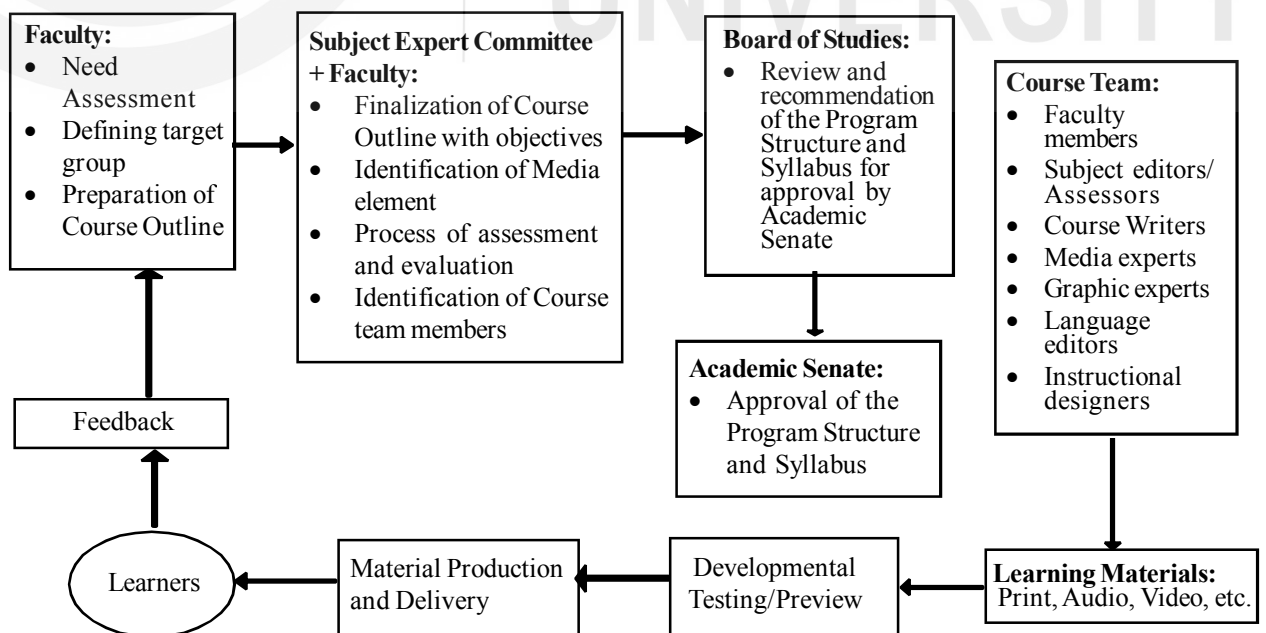 UNIVERSITY
Faculty:
• Need
Assessment
• Defining target
group
• Preparation of
Course Outline
Subject Expert Committee
+ Faculty:
• Finalization of Course
Outline with objectives
• Identification of Media
element
• Process of assessment
and evaluation
• Identification of Course
team members
Board of Studies:
• Review and
recommendation
of the Program
Structure and
Syllabus for
approval by
Academic
Senate
Academic Senate:
• Approval of the
Program Structure
and Syllabus
Course Team:
• Faculty
members
• Subject editors/
Assessors
• Course Writers
• Media experts
• Graphic experts
• Language
editors
• Instructional
designers
Learning Materials:
Print, Audio, Video, etc.
Developmental
Testing/Preview
Material Production
and Delivery
Learners
Feedback